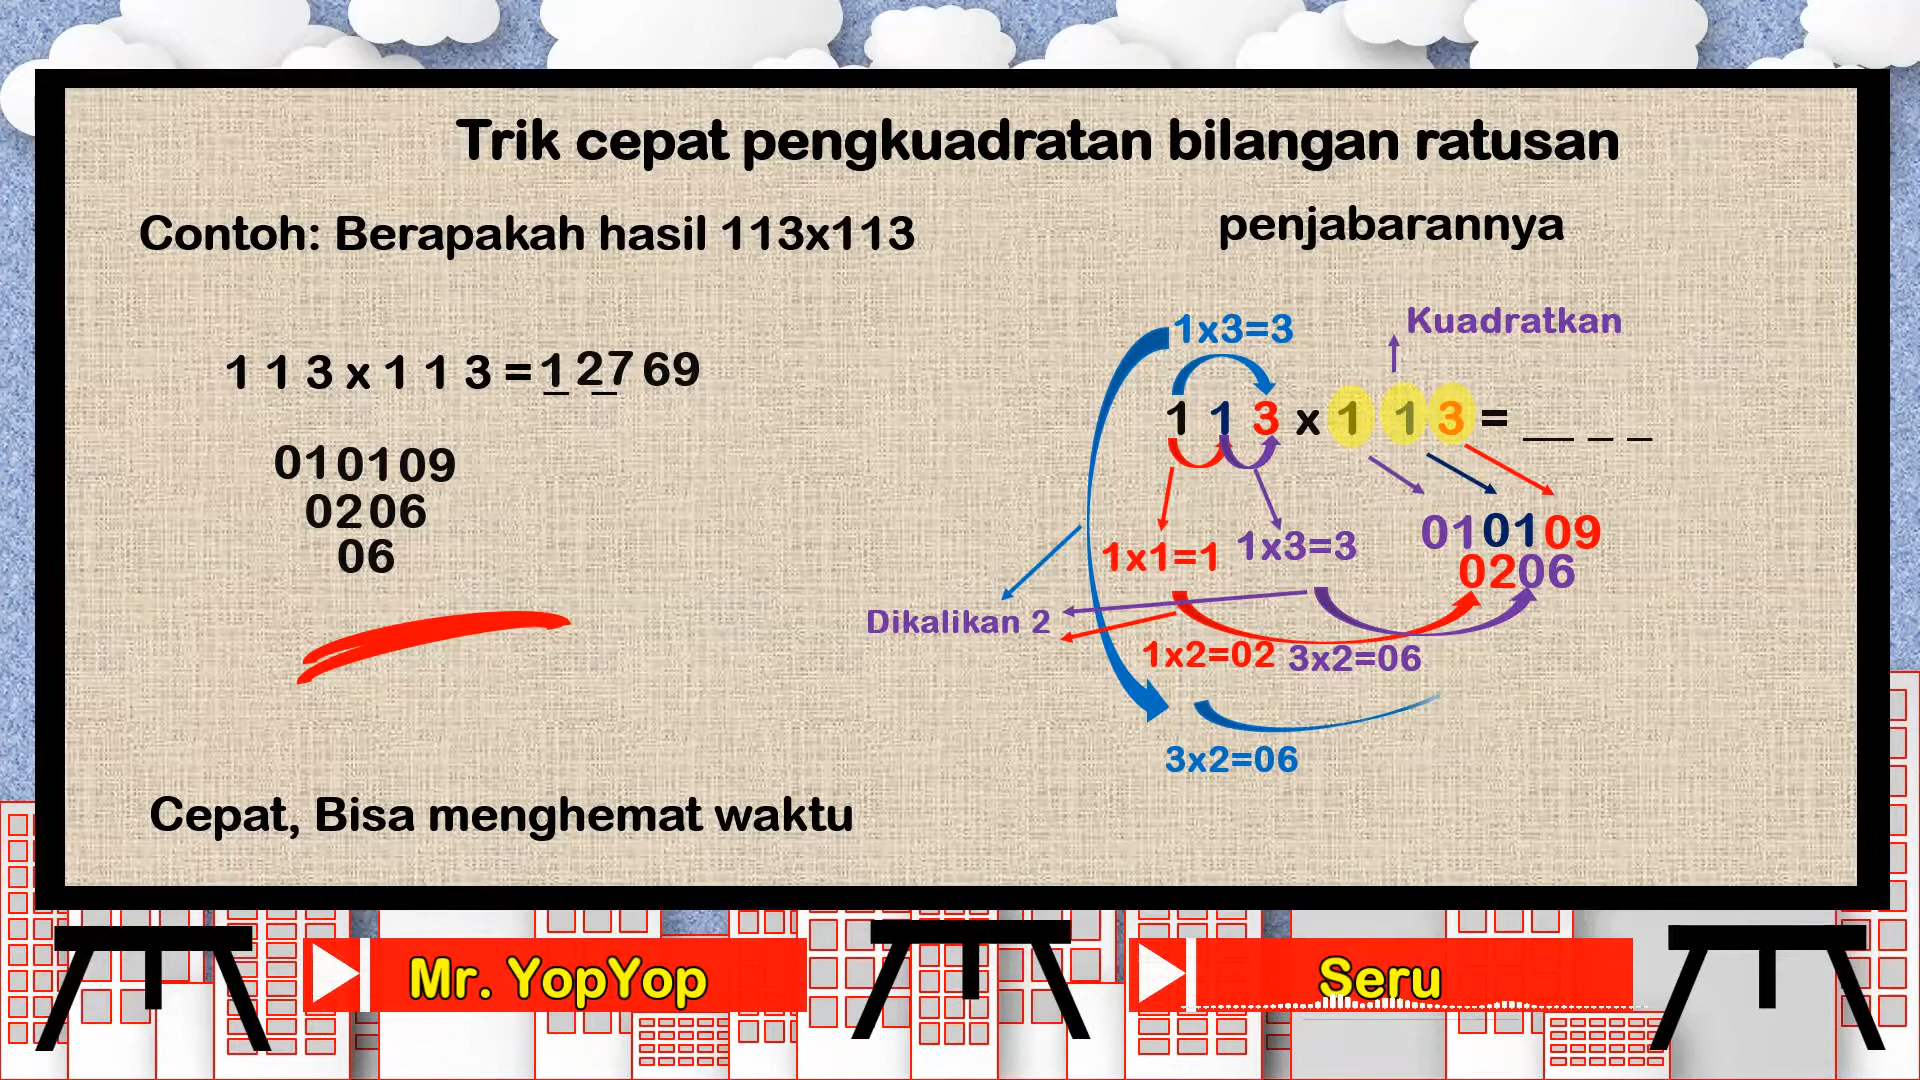 Trik cepat pengkuadratan bilangan ratusan
Contoh: Berapakah hasil 113x113
1 1 3 x 1 1 3 = 1 27 69
010109
0206
06
Cepat, Bisa menghemat waktu
penjabarannya
1x3=3
Kuadratkan
1 1 3 x 1 1 3 = __ _ _
1x1=1
1x3=3
010109
0206
Dikalikan 2
1x2=02
3x2=06
3x2=06
Mr. YopYop
Seru